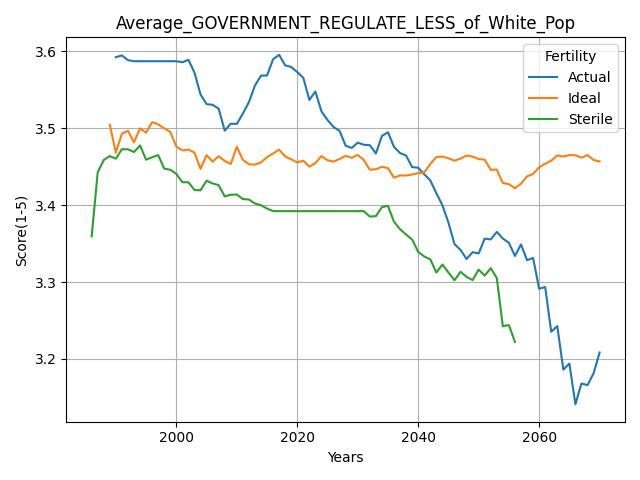 Average_GOVERNMENT_REGULATE_LESS_of_White_Pop
Fertility
Actual
Ideal
Sterile
Score(1-5)
3.6
3.5
3.4
3.3
3.2
2000
2020
2040
2060
Years